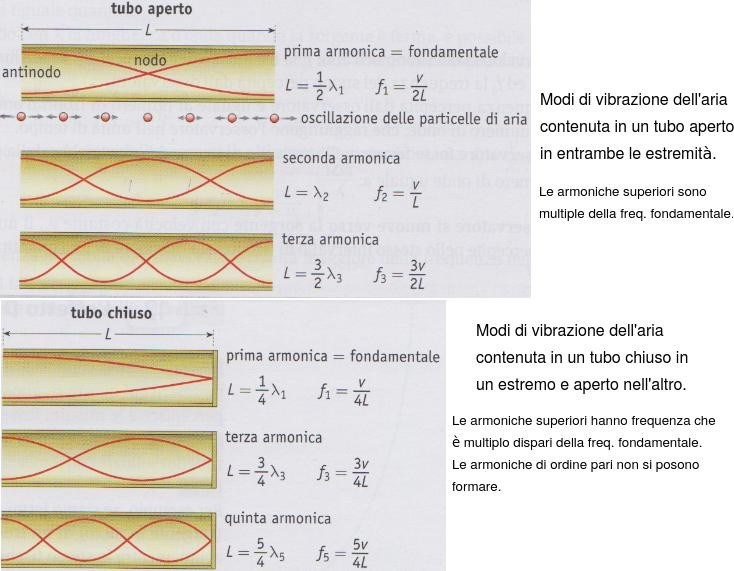 tubo aperto
L
antinodo
nodo
prima armonica = fondamentale
L = 1/2 λ₁ f₁ = v/2L
oscillazione delle particelle di aria
seconda armonica
L = λ₂ f₂ = v/L
terza armonica
L = 3/2 λ₃ f₃ = 3v/2L
Modi di vibrazione dell'aria
contenuta in un tubo aperto
in entrambe le estremità.
Le armoniche superiori sono
multiple della freq. fondamentale.
tubo chiuso
L
prima armonica = fondamentale
L = 1/4 λ₁ f₁ = v/4L
terza armonica
L = 3/4 λ₃ f₃ = 3v/4L
quinta armonica
L = 5/4 λ₅ f₅ = 5v/4L
Modi di vibrazione dell'aria
contenuta in un tubo chiuso in
un estremo e aperto nell'altro.
Le armoniche superiori hanno frequenza che
è multiplo dispari della freq. fondamentale.
Le armoniche di ordine pari non si posono
formare.